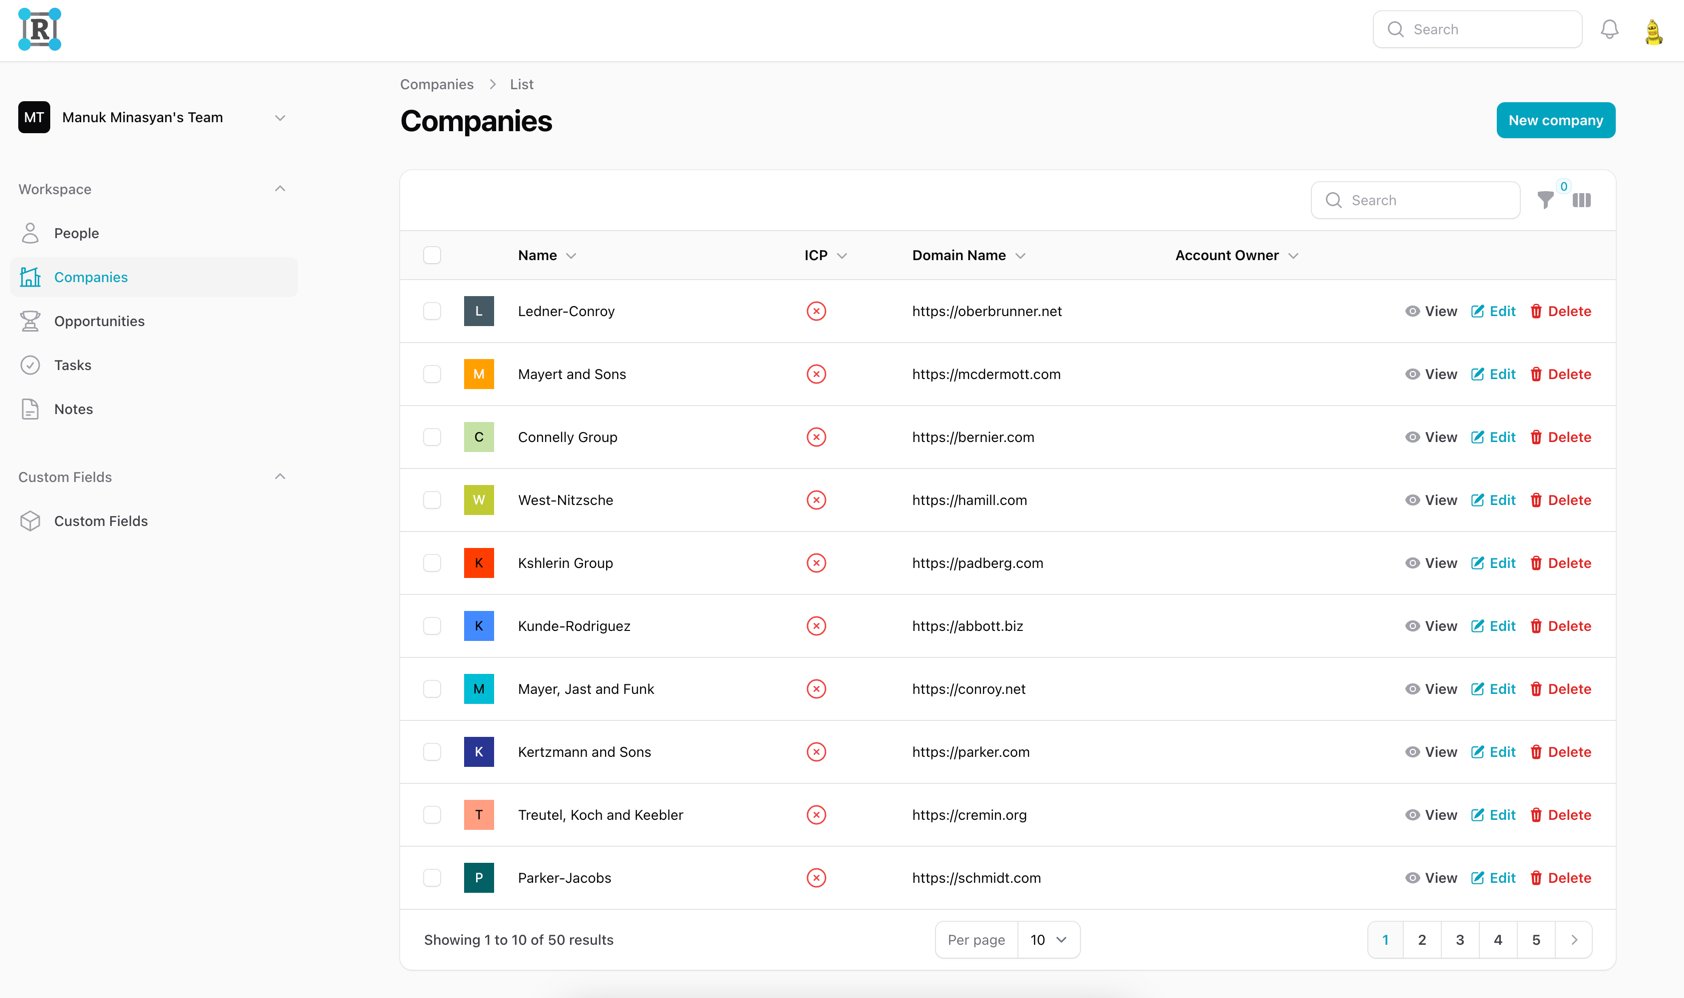 R
Search
MT Manuk Minasyan's Team
Workspace
People
Companies
Opportunities
Tasks
Notes
Custom Fields
Custom Fields
Companies > List
Companies
New company
Search
0
Name ICP Domain Name Account Owner
L Ledner-Conroy https://oberbrunner.net View Edit Delete
M Mayert and Sons https://mcdermott.com View Edit Delete
C Connelly Group https://bernier.com View Edit Delete
W West-Nitzsche https://hamill.com View Edit Delete
K Kshlerin Group https://padberg.com View Edit Delete
K Kunde-Rodriguez https://abbott.biz View Edit Delete
M Mayer, Jast and Funk https://conroy.net View Edit Delete
K Kertzmann and Sons https://parker.com View Edit Delete
T Treutel, Koch and Keebler https://cremin.org View Edit Delete
P Parker-Jacobs https://schmidt.com View Edit Delete
Showing 1 to 10 of 50 results Per page 10 1 2 3 4 5